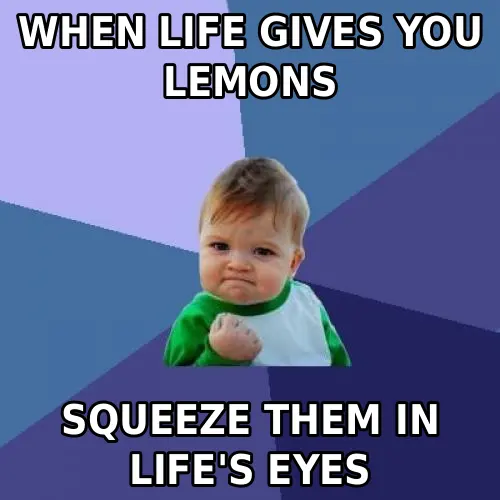 WHEN LIFE GIVES YOU
LEMONS
SQUEEZE THEM IN
LIFE'S EYES